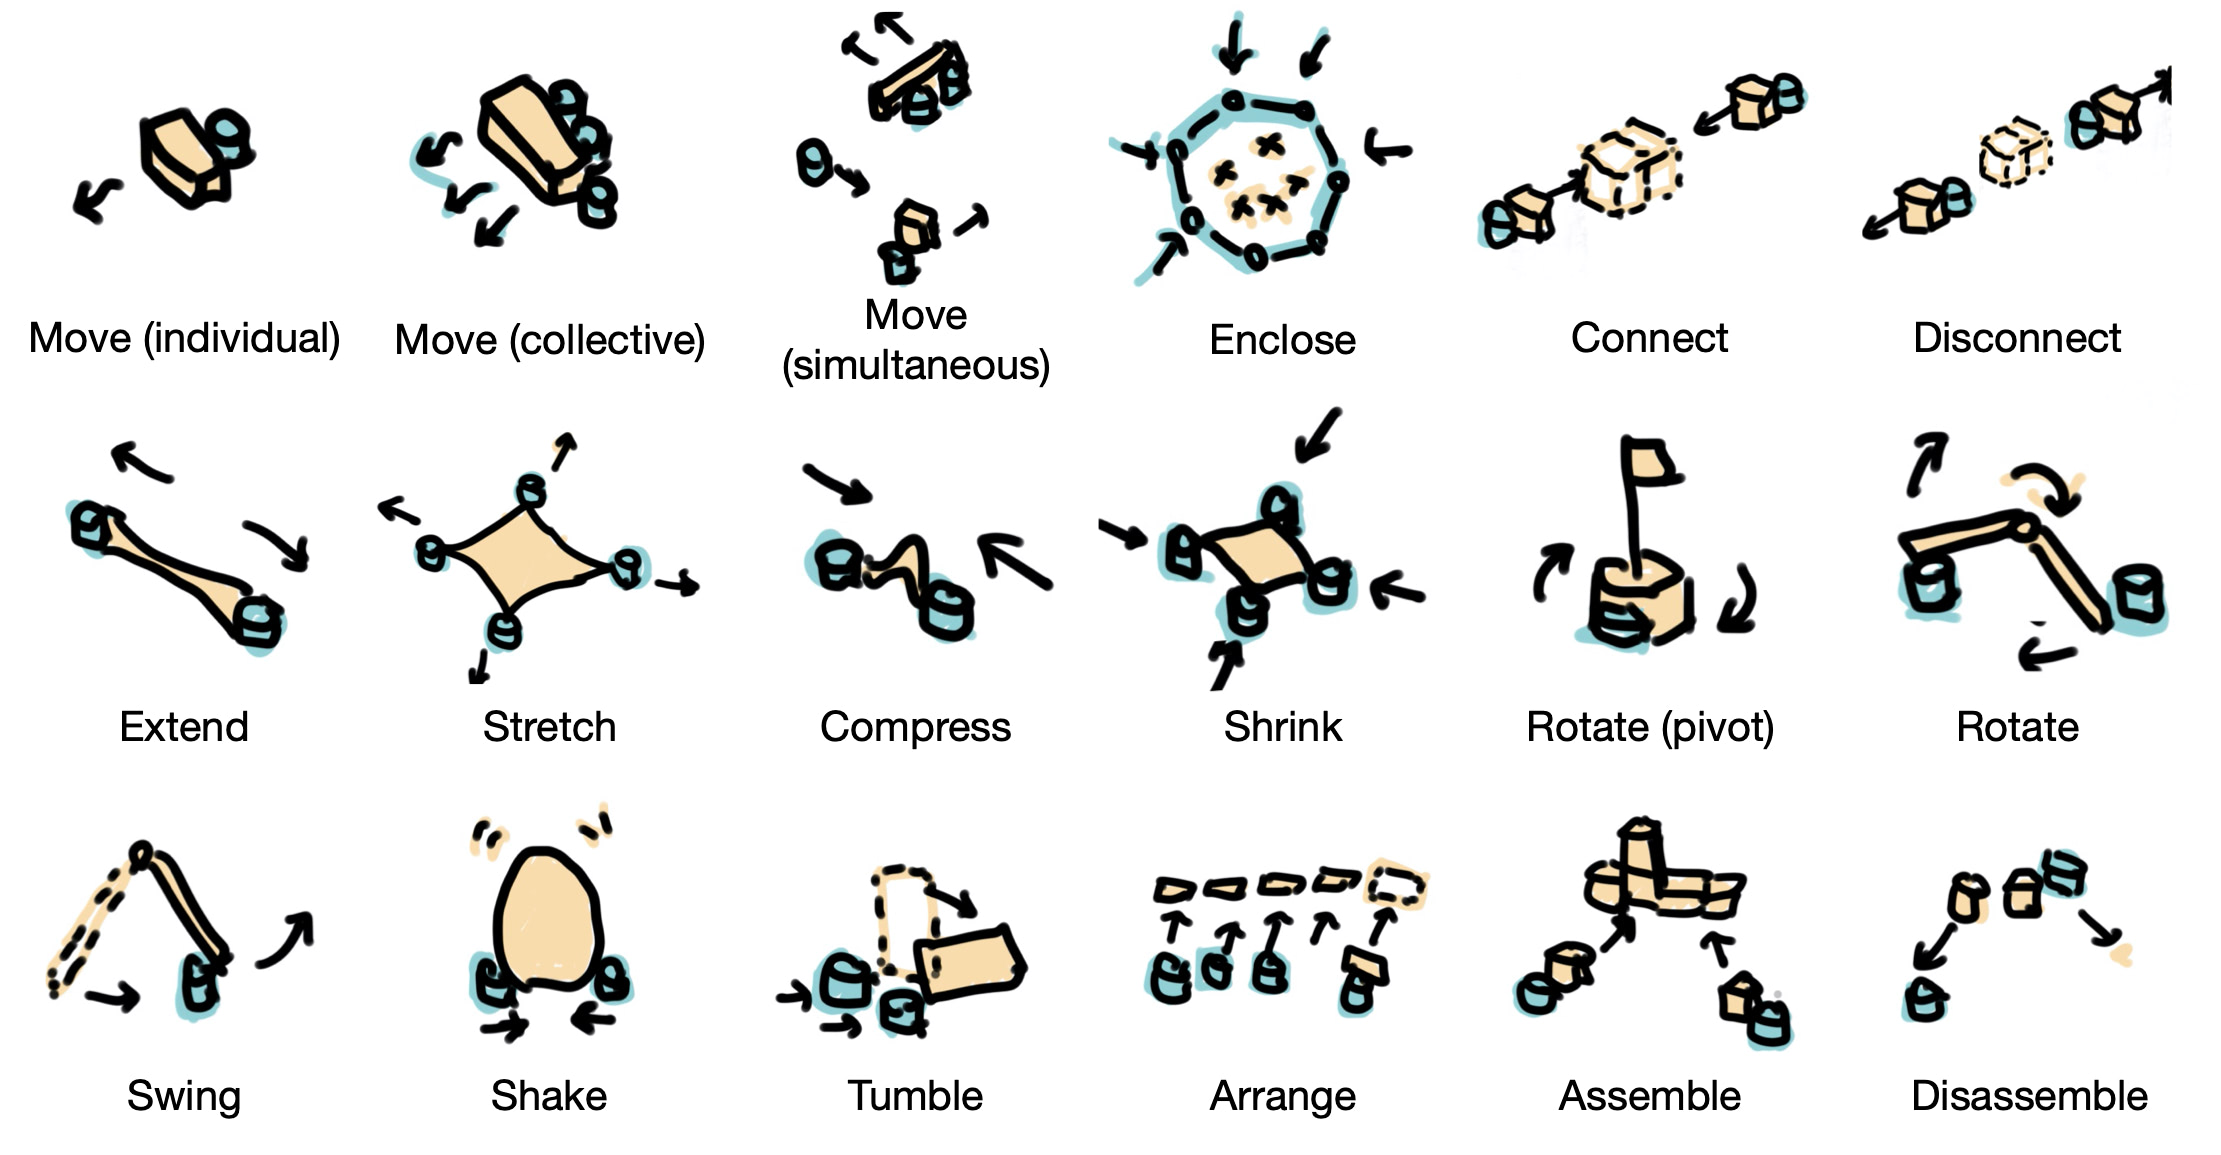 Move (individual)
Move (collective)
Move
(simultaneous)
Enclose
Connect
Disconnect
Extend
Stretch
Compress
Shrink
Rotate (pivot)
Rotate
Swing
Shake
Tumble
Arrange
Assemble
Disassemble